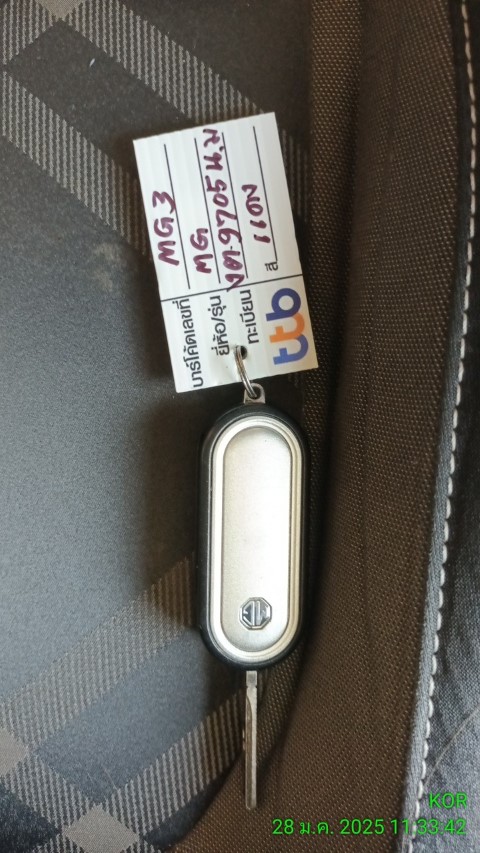 บาร์โค้ดเลขที่ MG3
ยี่ห้อ/รุ่น MG
ทะเบียน งต.9705 น.ม
สี แดง
ttb
KOR
28 ม.ค. 2025 11:33:42